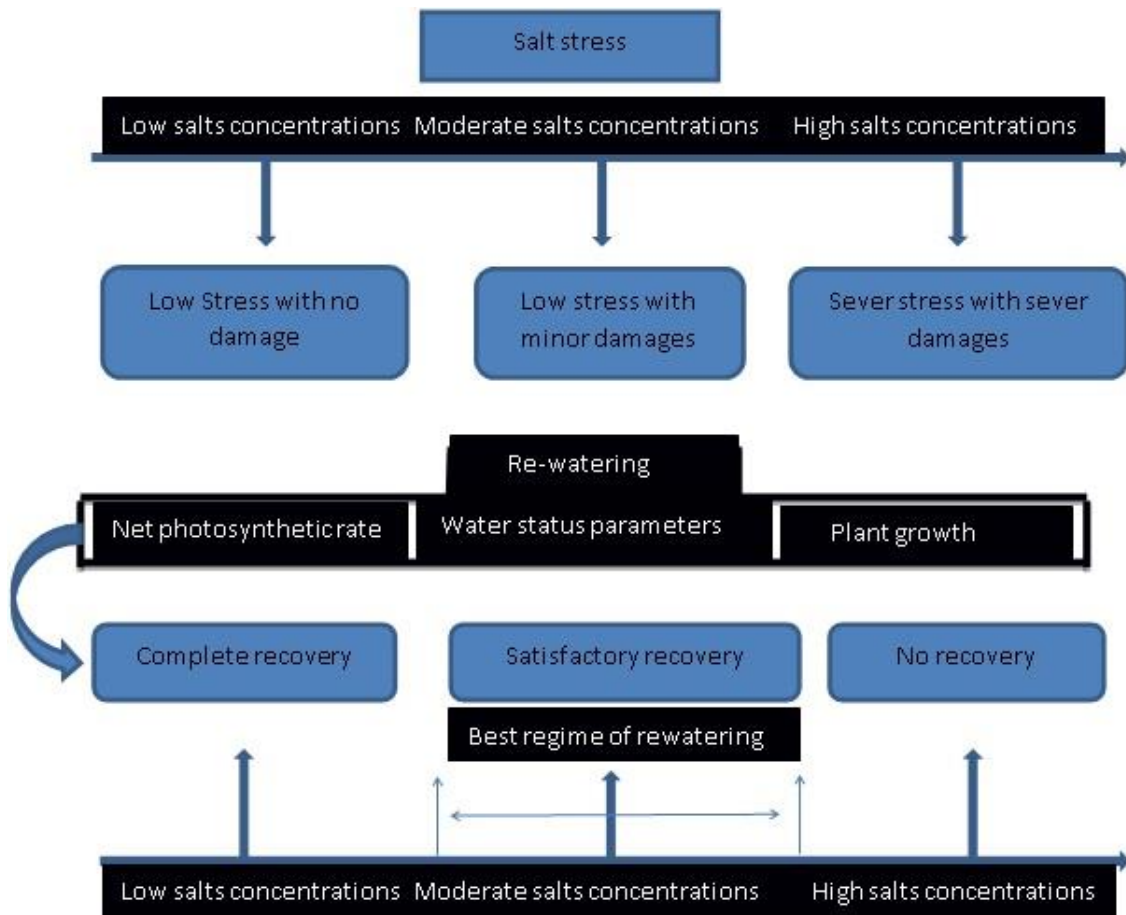 Salt stress
Low salts concentrations
Moderate salts concentrations
High salts concentrations
Low Stress with no
damage
Low stress with
minor damages
Sever stress with sever
damages
Re-watering
Net photosynthetic rate
Water status parameters
Plant growth
Complete recovery
Satisfactory recovery
No recovery
Best regime of rewatering
Low salts concentrations
Moderate salts concentrations
High salts concentrations